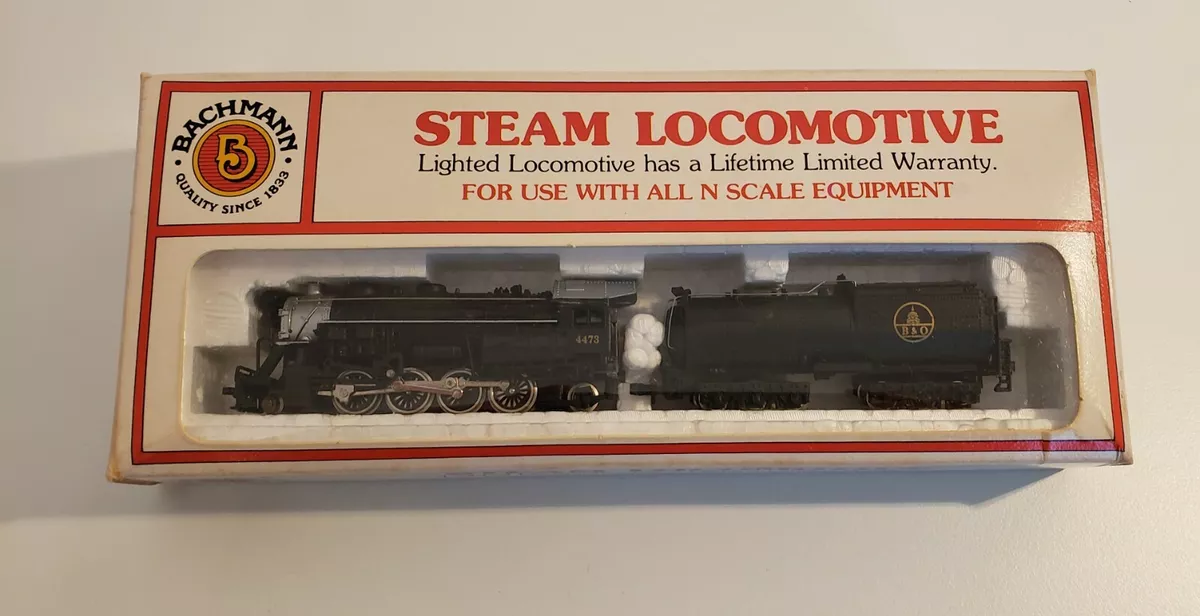 BACHMANN
B
QUALITY SINCE 1833
STEAM LOCOMOTIVE
Lighted Locomotive has a Lifetime Limited Warranty.
FOR USE WITH ALL N SCALE EQUIPMENT
4473
B&O